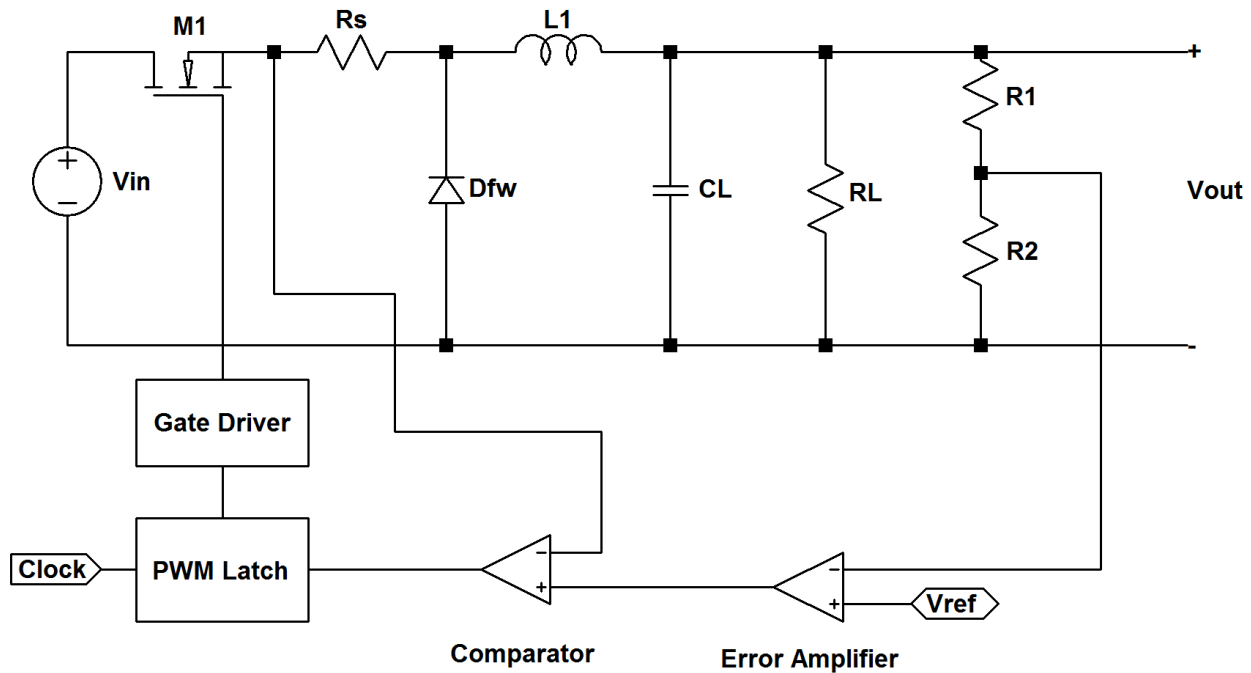 M1
Rs
L1
+
R1
+
Vin
Dfw
CL
RL
Vout
−
R2
-
Gate Driver
Clock
PWM Latch
−
+
−
+
Vref
Comparator
Error Amplifier